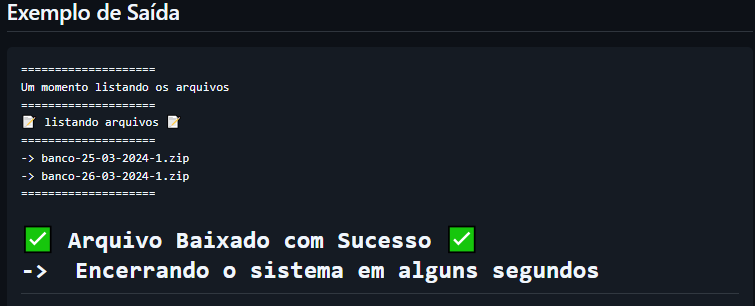 Exemplo de Saída
====================
Um momento listando os arquivos
====================
📝 listando arquivos 📝
====================
-> banco-25-03-2024-1.zip
-> banco-26-03-2024-1.zip
====================
✅ Arquivo Baixado com Sucesso ✅
-> Encerrando o sistema em alguns segundos